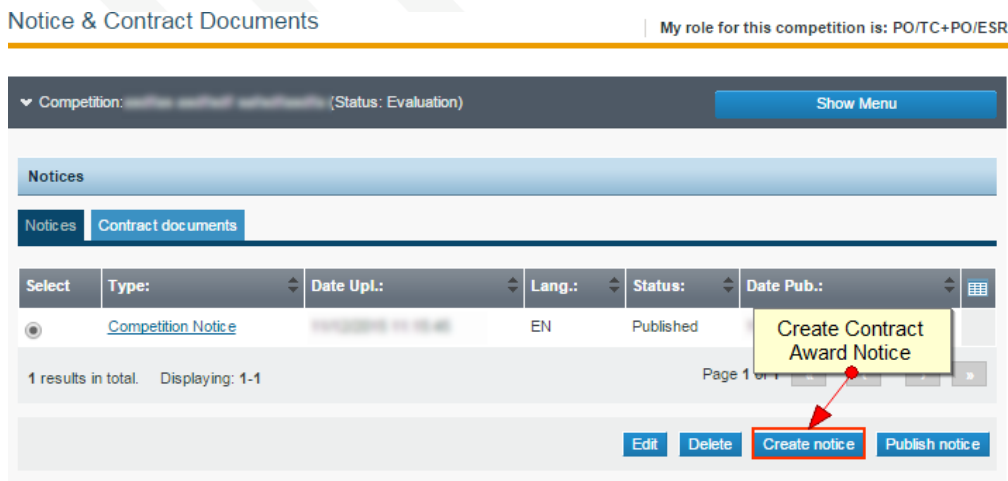 Notice & Contract Documents
My role for this competition is: PO/TC+PO/ESR
Competition: (Status: Evaluation)
Show Menu
Notices
Notices Contract documents
Select Type: Date Upl.: Lang.: Status: Date Pub.:
Competition Notice EN Published
Create Contract
Award Notice
1 results in total. Displaying: 1-1 Page 1
Edit Delete Create notice Publish notice